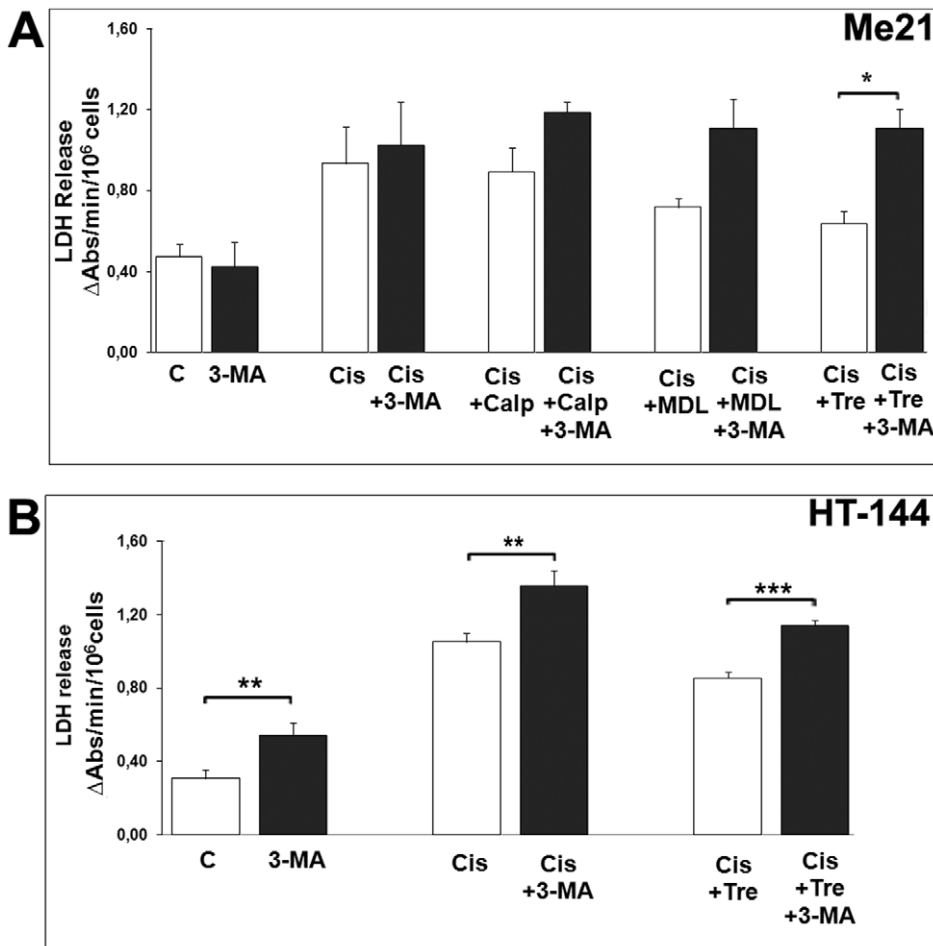 A
Me21
1,60
1,20
0,80
0,40
0,00
LDH Release
ΔAbs/min/10⁶ cells
*
C
3-MA
Cis
Cis
+3-MA
Cis
+Calp
Cis
+Calp
+3-MA
Cis
+MDL
Cis
+MDL
+3-MA
Cis
+Tre
Cis
+Tre
+3-MA
B
HT-144
1,60
1,20
0,80
0,40
0,00
LDH release
ΔAbs/min/10⁶cells
**
**
***
C
3-MA
Cis
Cis
+3-MA
Cis
+Tre
Cis
+Tre
+3-MA